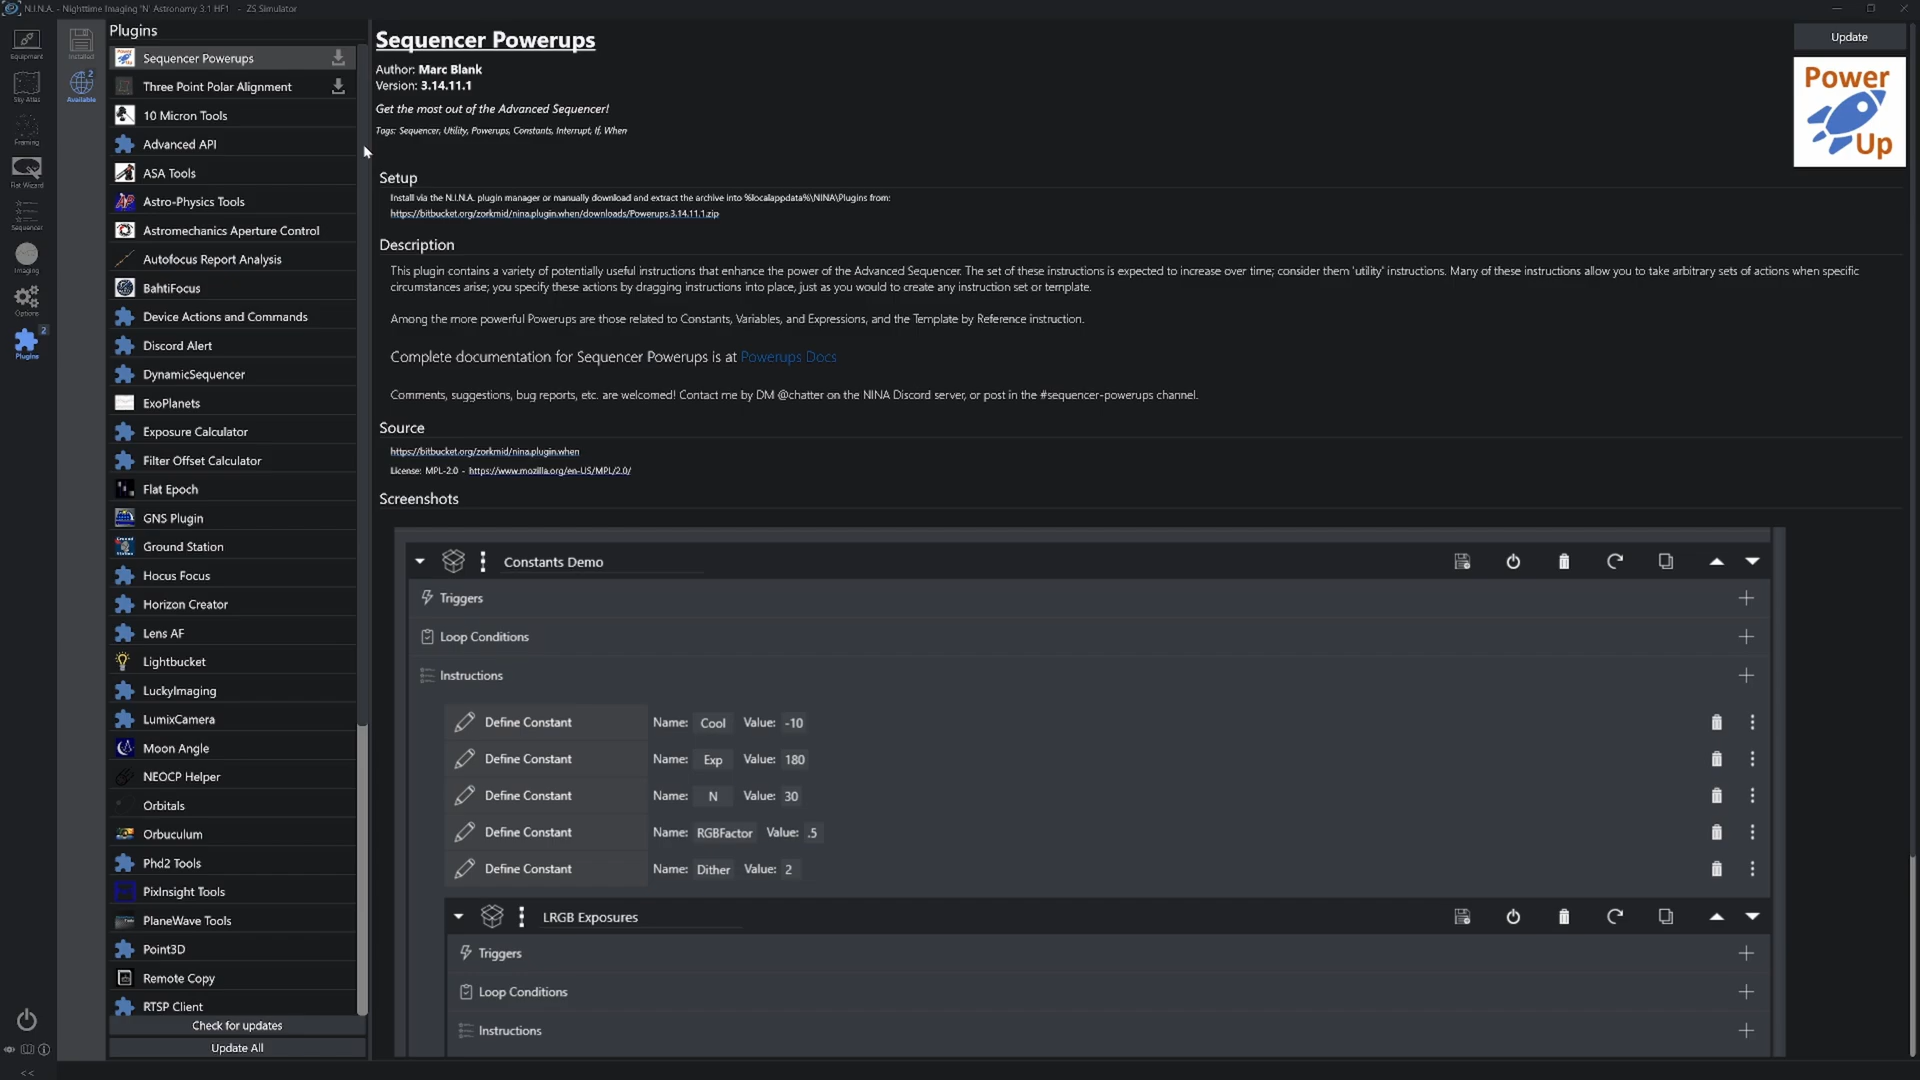 N.I.N.A. - Nighttime Imaging 'N' Astronomy 3.1 HF1 - ZS Simulator
Equipment
Sky Atlas
Framing
Flat Wizard
Sequencer
Imaging
Options
2
Plugins
<<
Installed
2
Available
Plugins
Sequencer Powerups
Three Point Polar Alignment
10 Micron Tools
Advanced API
ASA Tools
Astro-Physics Tools
Astromechanics Aperture Control
Autofocus Report Analysis
BahtiFocus
Device Actions and Commands
Discord Alert
DynamicSequencer
ExoPlanets
Exposure Calculator
Filter Offset Calculator
Flat Epoch
GNS Plugin
Ground Station
Hocus Focus
Horizon Creator
Lens AF
Lightbucket
LuckyImaging
LumixCamera
Moon Angle
NEOCP Helper
Orbitals
Orbuculum
Phd2 Tools
PixInsight Tools
PlaneWave Tools
Point3D
Remote Copy
RTSP Client
Check for updates
Update All
Sequencer Powerups
Author: Marc Blank
Version: 3.14.11.1
Get the most out of the Advanced Sequencer!
Tags: Sequencer, Utility, Powerups, Constants, Interrupt, If, When
Update
Power
Up
Setup
Install via the N.I.N.A. plugin manager or manually download and extract the archive into %localappdata%\NINA\Plugins from:
https://bitbucket.org/zorkmid/nina.plugin.when/downloads/Powerups.3.14.11.1.zip
Description
This plugin contains a variety of potentially useful instructions that enhance the power of the Advanced Sequencer. The set of these instructions is expected to increase over time; consider them 'utility' instructions. Many of these instructions allow you to take arbitrary sets of actions when specific
circumstances arise; you specify these actions by dragging instructions into place, just as you would to create any instruction set or template.
Among the more powerful Powerups are those related to Constants, Variables, and Expressions, and the Template by Reference instruction.
Complete documentation for Sequencer Powerups is at Powerups Docs
Comments, suggestions, bug reports, etc. are welcomed! Contact me by DM @chatter on the NINA Discord server, or post in the #sequencer-powerups channel.
Source
https://bitbucket.org/zorkmid/nina.plugin.when
License: MPL-2.0 - https://www.mozilla.org/en-US/MPL/2.0/
Screenshots
Constants Demo
Triggers
Loop Conditions
Instructions
Define Constant Name: Cool Value: -10
Define Constant Name: Exp Value: 180
Define Constant Name: N Value: 30
Define Constant Name: RGBFactor Value: .5
Define Constant Name: Dither Value: 2
LRGB Exposures
Triggers
Loop Conditions
Instructions